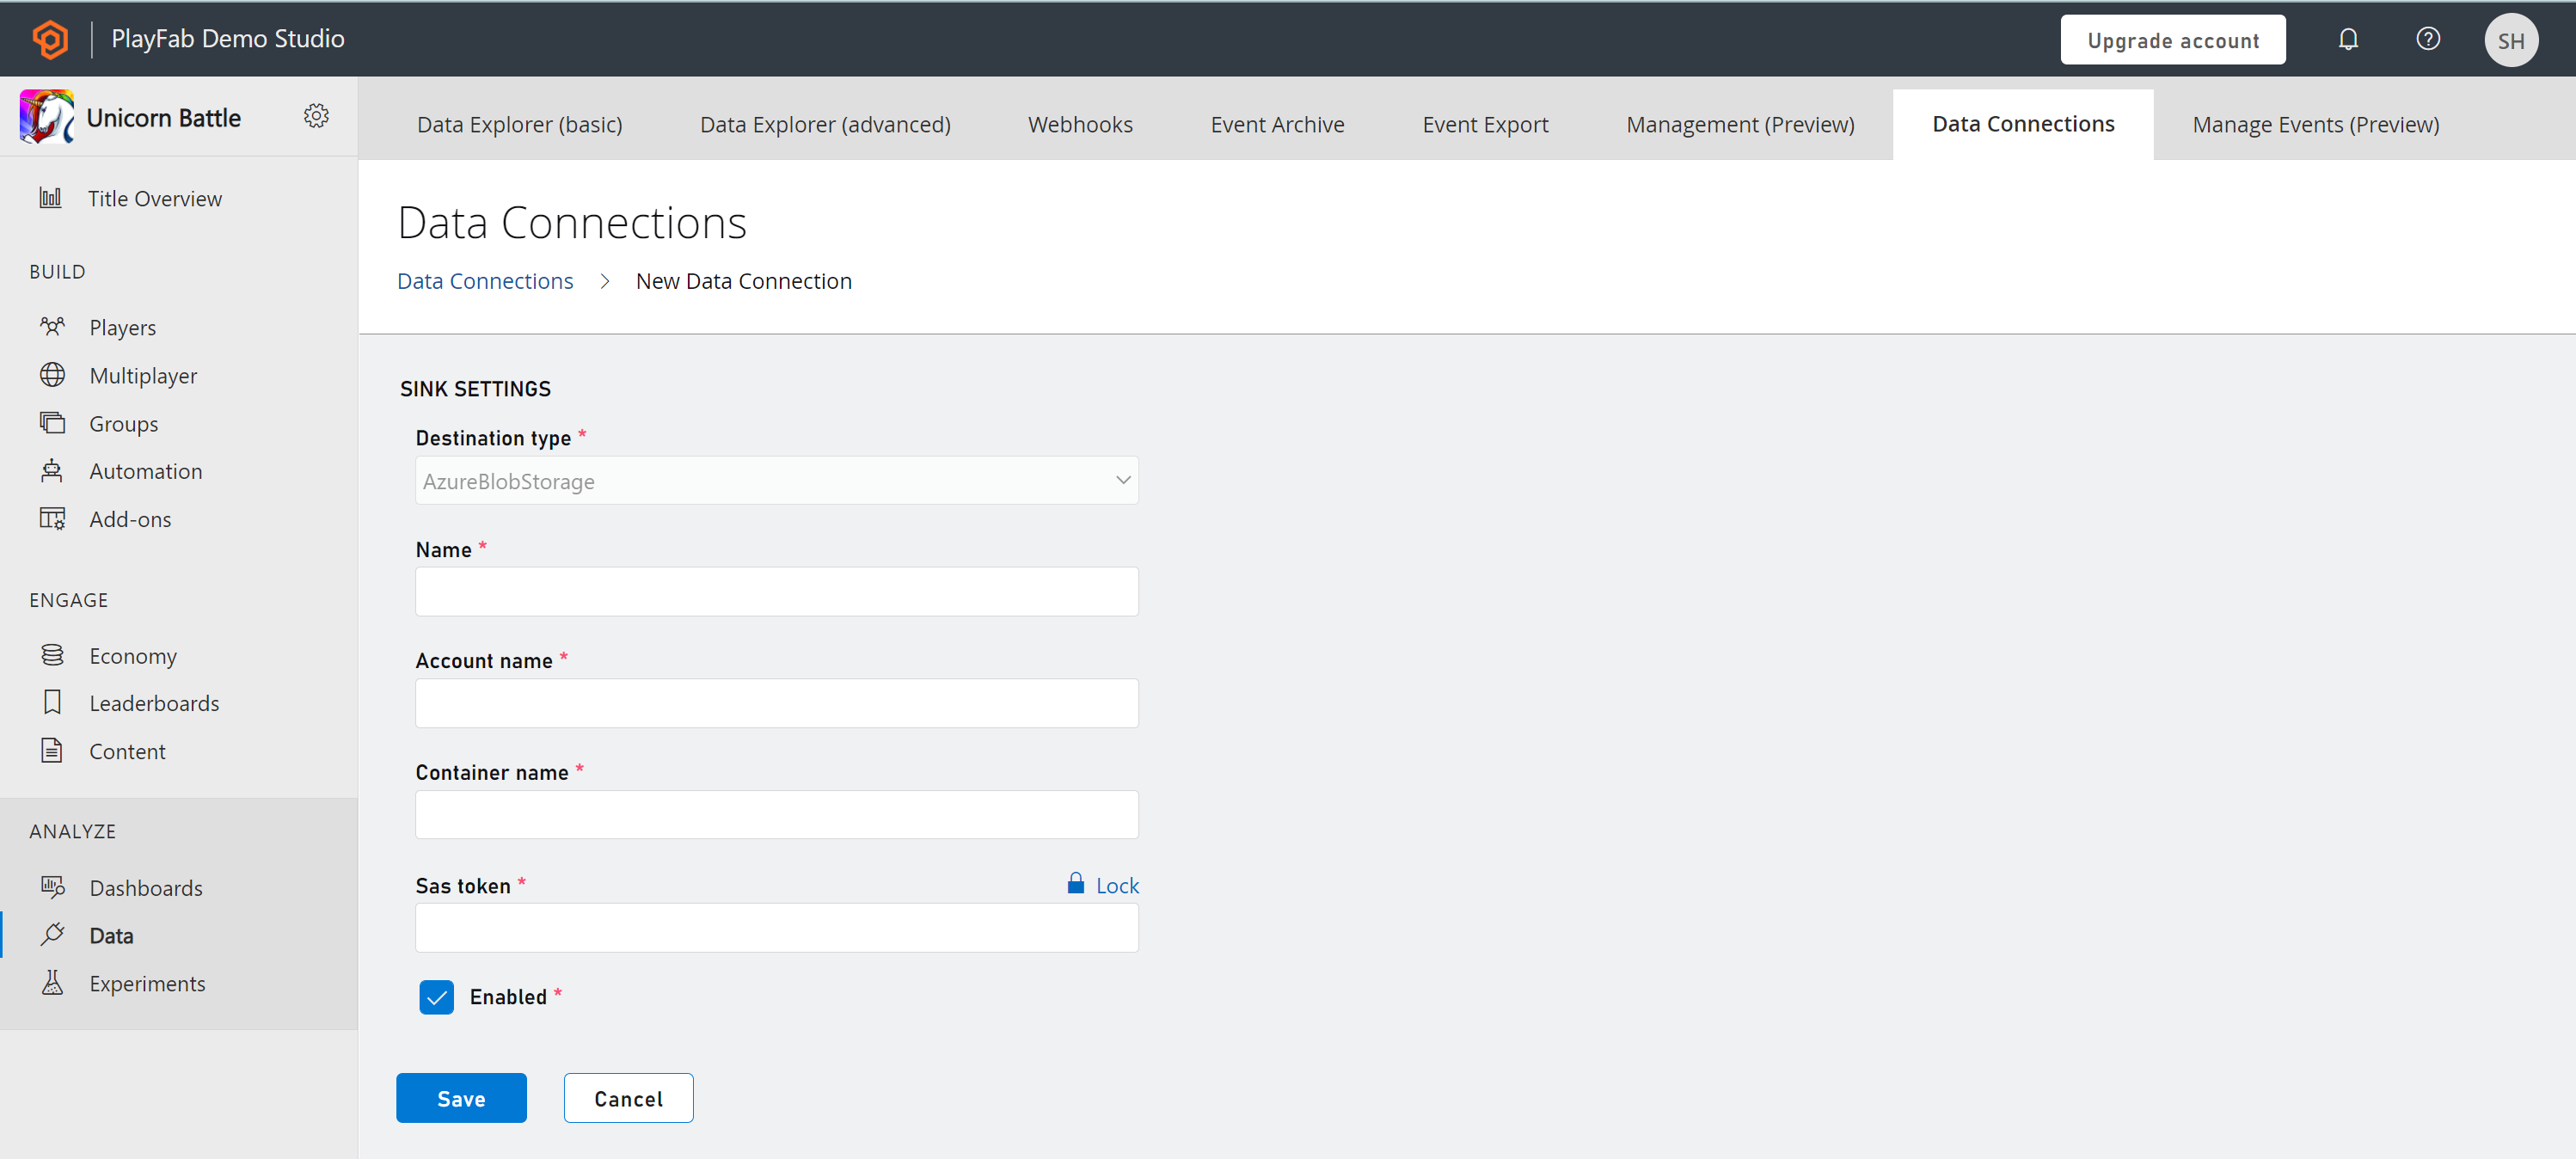 PlayFab Demo Studio
Upgrade account
SH
Unicorn Battle
Title Overview
BUILD
Players
Multiplayer
Groups
Automation
Add-ons
ENGAGE
Economy
Leaderboards
Content
ANALYZE
Dashboards
Data
Experiments
Data Explorer (basic)
Data Explorer (advanced)
Webhooks
Event Archive
Event Export
Management (Preview)
Data Connections
Manage Events (Preview)
Data Connections
Data Connections > New Data Connection
SINK SETTINGS
Destination type *
AzureBlobStorage
Name *
Account name *
Container name *
Sas token *
Lock
Enabled *
Save
Cancel